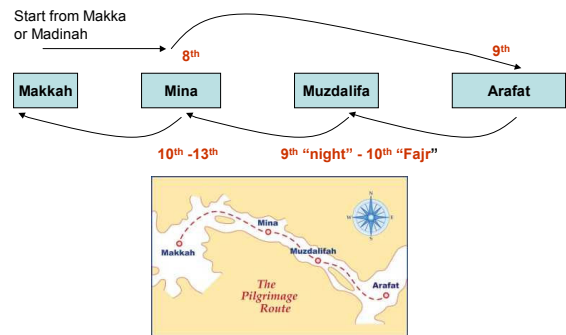 Start from Makka
or Madinah
8th
9th
Makkah
Mina
Muzdalifa
Arafat
10th -13th
9th “night” - 10th “Fajr”
N
W
E
S
Mina
Makkah
Muzdalifah
Arafat
The
Pilgrimage
Route